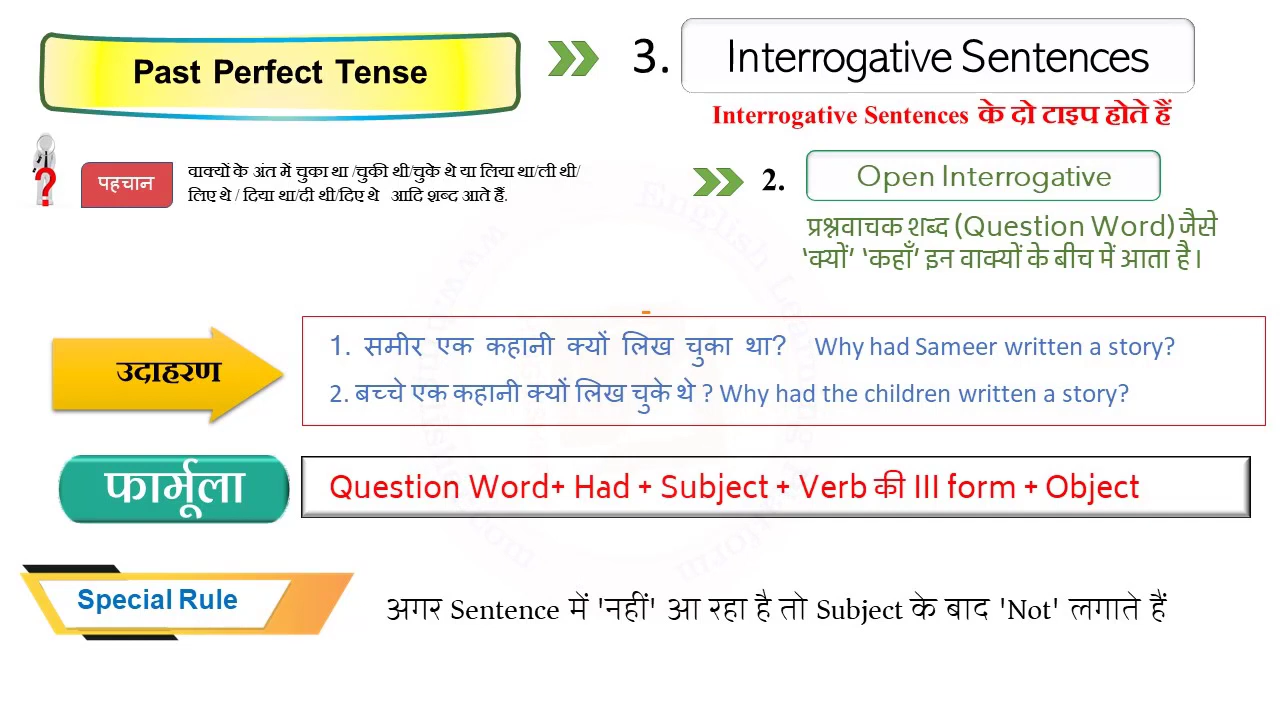 Past Perfect Tense
3. Interrogative Sentences
Interrogative Sentences के दो टाइप होते हैं
पहचान
वाक्यों के अंत में चुका था /चुकी थी/चुके थे या लिया था/ली थी/
लिए थे / दिया था/दी थी/दिए थे आदि शब्द आते हैं.
2. Open Interrogative
प्रश्नवाचक शब्द (Question Word) जैसे
‘क्यों’ ‘कहाँ’ इन वाक्यों के बीच में आता है।
उदाहरण
1. समीर एक कहानी क्यों लिख चुका था? Why had Sameer written a story?
2. बच्चे एक कहानी क्यों लिख चुके थे ? Why had the children written a story?
फार्मूला
Question Word+ Had + Subject + Verb की III form + Object
Special Rule
अगर Sentence में 'नहीं' आ रहा है तो Subject के बाद 'Not' लगाते हैं